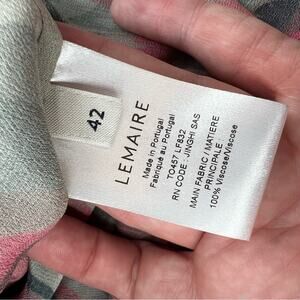 42
LEMAIRE
Made in Portugal
Fabriqué au Portugal
TO457 LF832
RN CODE : JINGHI SAS
MAIN FABRIC / MATIERE
PRINCIPALE :
100% Viscose/Viscose